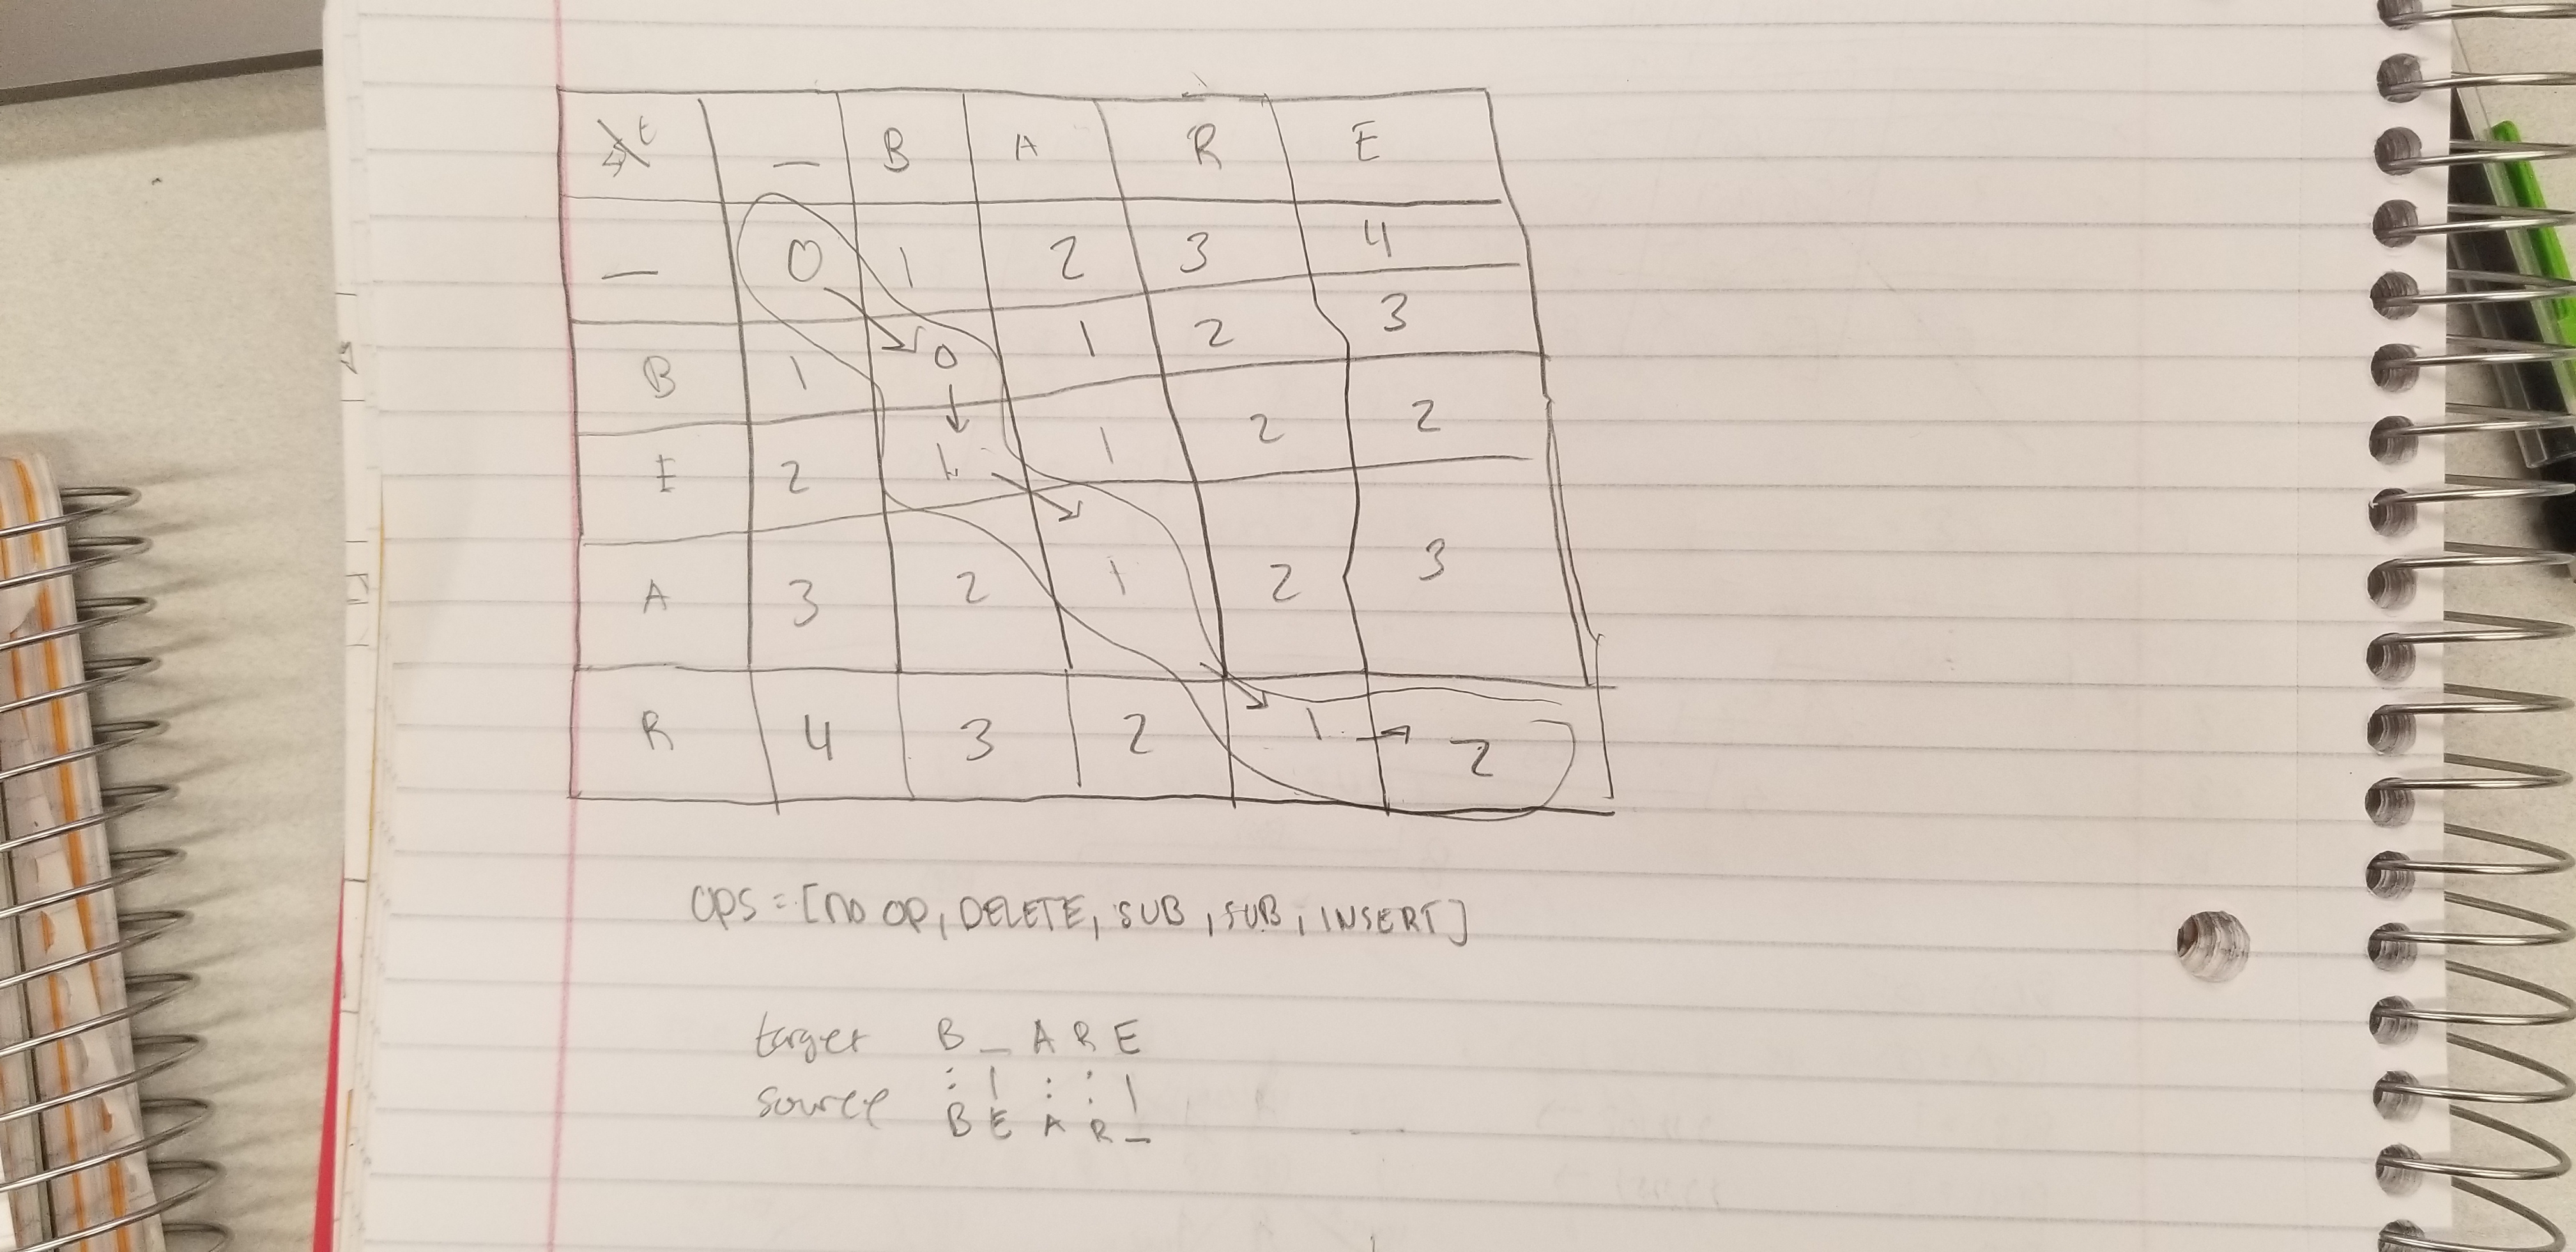 s\t _ B A R E
_ 0 1 2 3 4
B 1 0 1 2 3
E 2 1 1 2 2
A 3 2 1 2 3
R 4 3 2 1 2
OPS = [NO OP, DELETE, SUB, SUB, INSERT]
target B _ A R E
: | : : |
source B E A R _